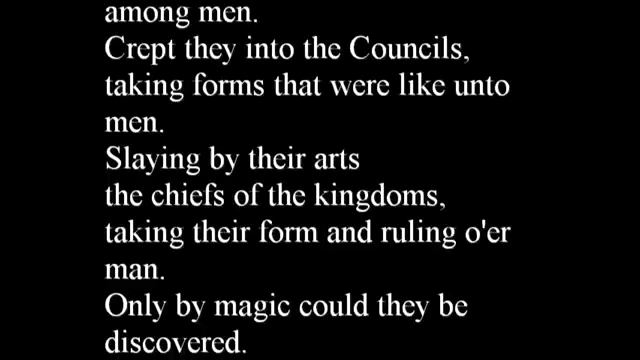 among men.
Crept they into the Councils,
taking forms that were like unto
men.
Slaying by their arts
the chiefs of the kingdoms,
taking their form and ruling o'er
man.
Only by magic could they be
discovered.